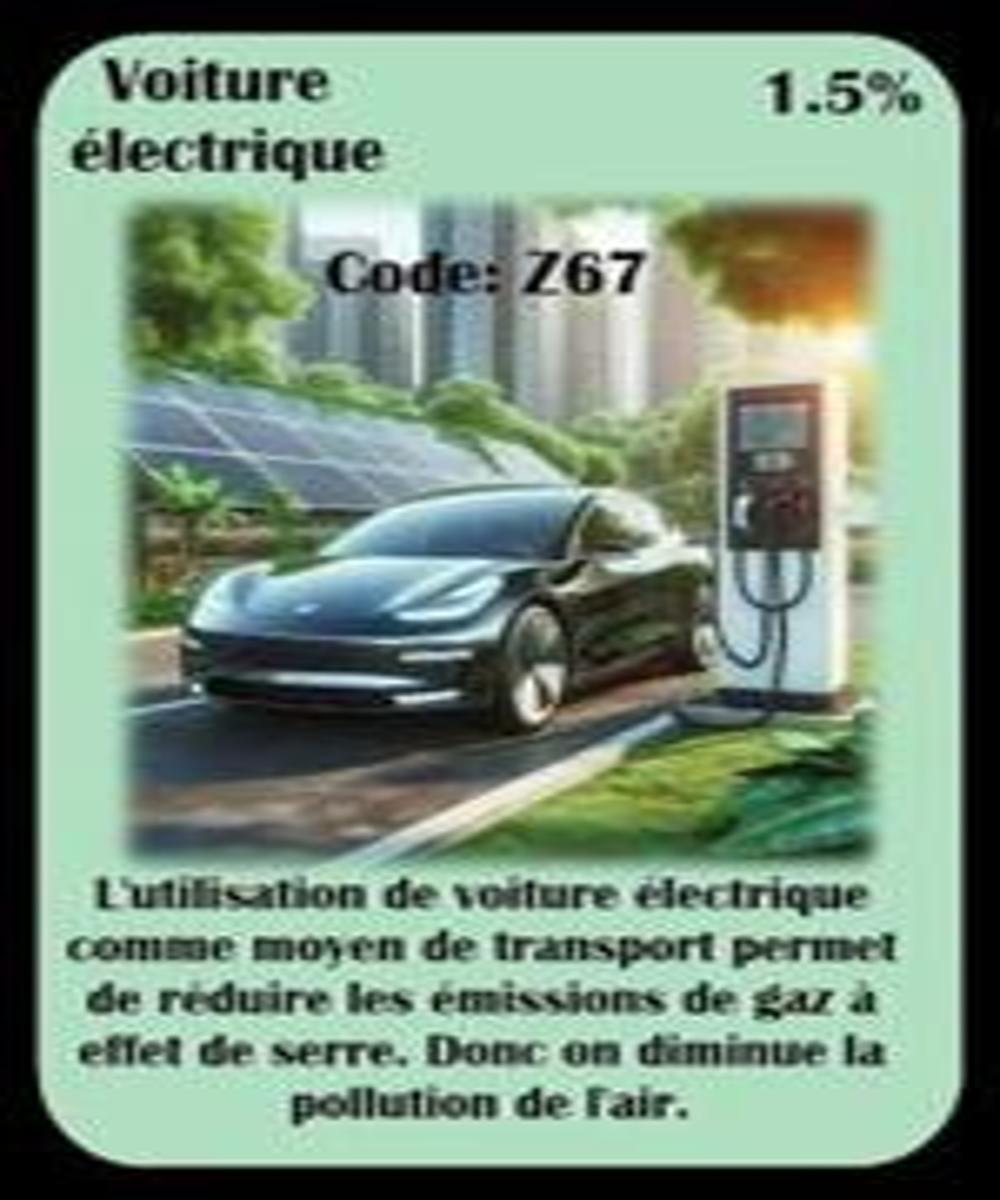 Voiture
électrique
1.5%
Code: Z67
L'utilisation de voiture électrique
comme moyen de transport permet
de réduire les émissions de gaz à
effet de serre. Donc on diminue la
pollution de l'air.